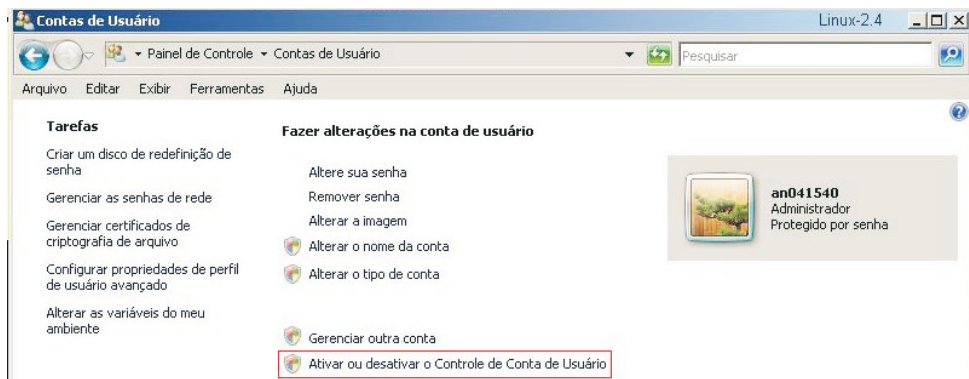 Contas de Usuário
Linux-2.4
Painel de Controle Contas de Usuário
Pesquisar
Arquivo Editar Exibir Ferramentas Ajuda
Tarefas
Criar um disco de redefinição de
senha
Gerenciar as senhas de rede
Gerenciar certificados de
criptografia de arquivo
Configurar propriedades de perfil
de usuário avançado
Alterar as variáveis do meu
ambiente
Fazer alterações na conta de usuário
Altere sua senha
Remover senha
Alterar a imagem
Alterar o nome da conta
Alterar o tipo de conta
Gerenciar outra conta
Ativar ou desativar o Controle de Conta de Usuário
an041540
Administrador
Protegido por senha